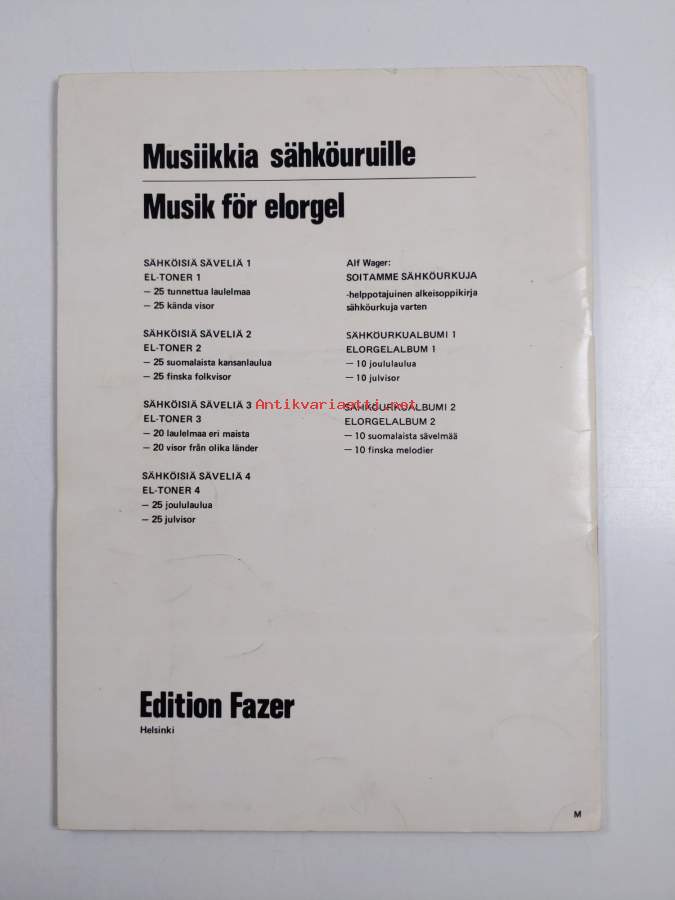 Musiikkia sähköuruille
Musik för elorgel
SÄHKÖISIÄ SÄVELIÄ 1
EL-TONER 1
– 25 tunnettua laulelmaa
– 25 kända visor
SÄHKÖISIÄ SÄVELIÄ 2
EL-TONER 2
– 25 suomalaista kansanlaulua
– 25 finska folkvisor
SÄHKÖISIÄ SÄVELIÄ 3
EL-TONER 3
– 20 laulelmaa eri maista
– 20 visor från olika länder
SÄHKÖISIÄ SÄVELIÄ 4
EL-TONER 4
– 25 joululaulua
– 25 julvisor
Alf Wager:
SOITAMME SÄHKÖURKUJA
-helppotajuinen alkeisoppikirja
sähköurkuja varten
SÄHKÖURKUALBUMI 1
ELORGELALBUM 1
– 10 joululaulua
– 10 julvisor
SÄHKÖURKUALBUMI 2
ELORGELALBUM 2
– 10 suomalaista sävelmää
– 10 finska melodier
Antikvariaatti.net
Edition Fazer
Helsinki
M